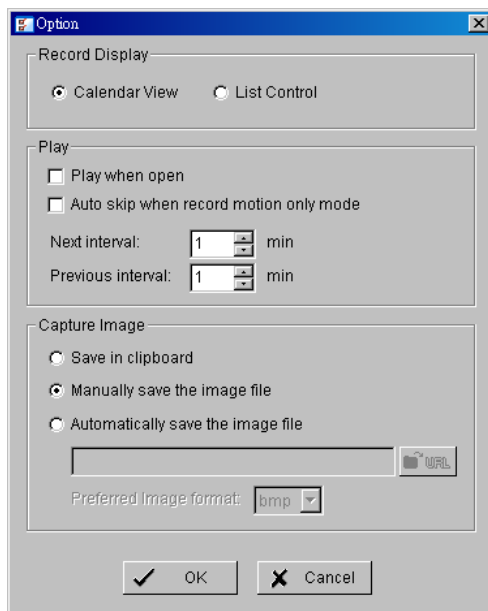 Option
Record Display
Calendar View List Control
Play
Play when open
Auto skip when record motion only mode
Next interval: 1 min
Previous interval: 1 min
Capture Image
Save in clipboard
Manually save the image file
Automatically save the image file
URL
Preferred Image format: bmp
OK Cancel